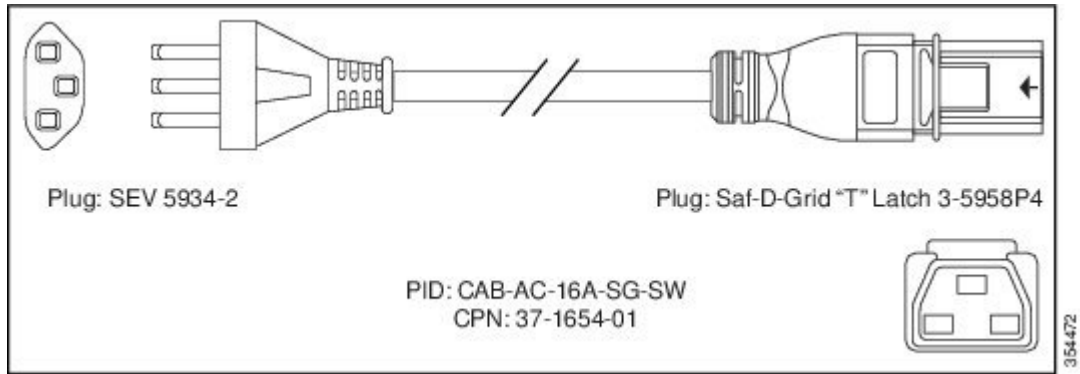 Plug: SEV 5934-2
Plug: Saf-D-Grid “T” Latch 3-5958P4
PID: CAB-AC-16A-SG-SW
CPN: 37-1654-01
354472